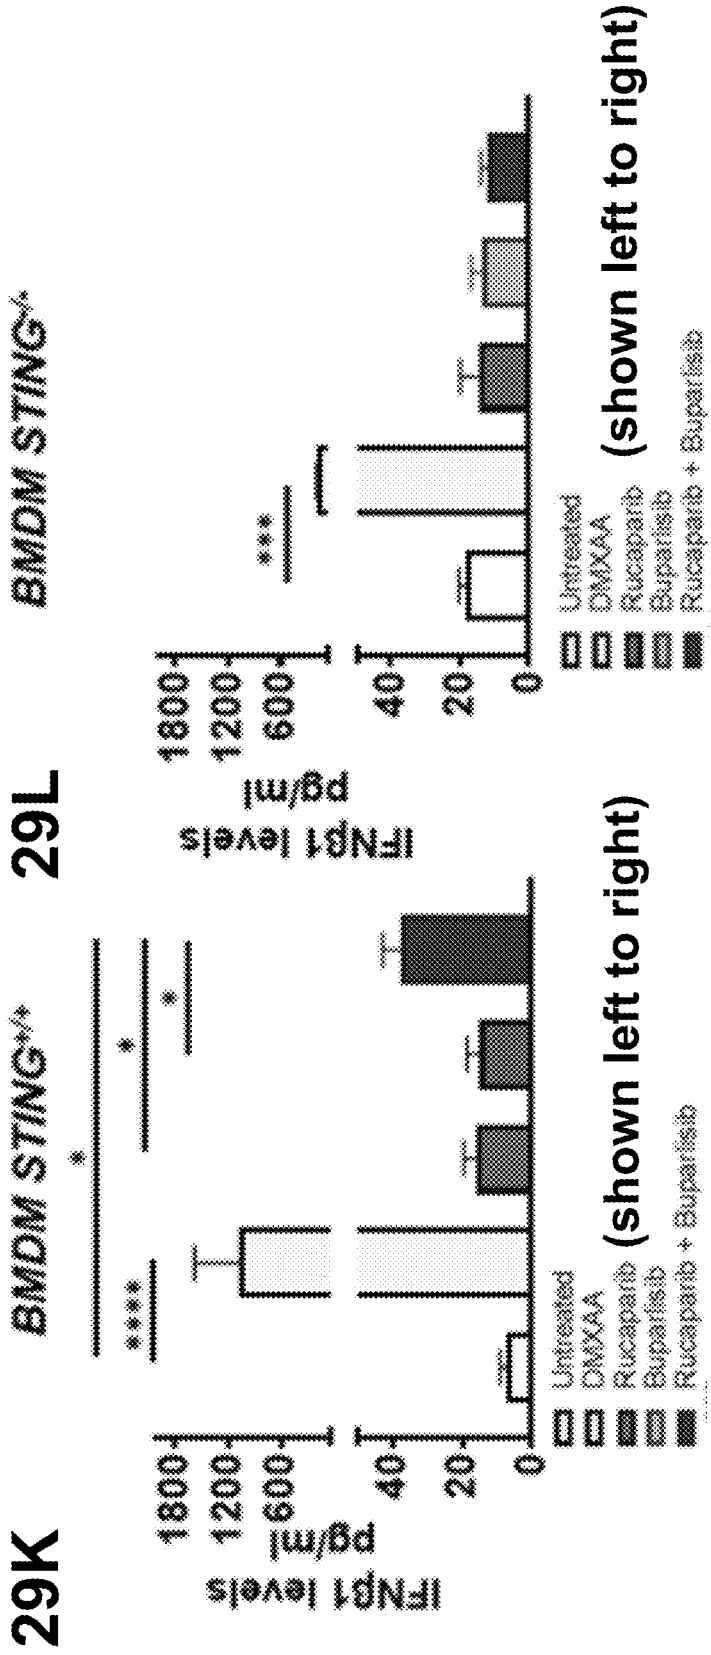 29K
BMDM STING+/+
*
*
*
****
IFNβ1 levels
pg/ml
1800
1200
600
40
20
0
Untreated
DMXAA
Rucaparib
Buparlisib
Rucaparib + Buparlisib
(shown left to right)
29L
BMDM STING-/-
***
IFNβ1 levels
pg/ml
1800
1200
600
40
20
0
Untreated
DMXAA
Rucaparib
Buparlisib
Rucaparib + Buparlisib
(shown left to right)